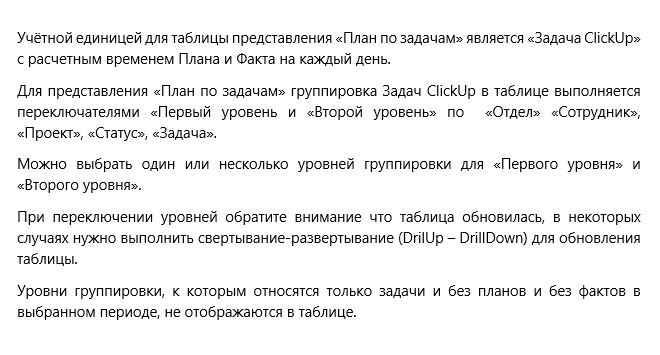 Учётной единицей для таблицы представления «План по задачам» является «Задача ClickUp»
с расчетным временем Плана и Факта на каждый день.
Для представления «План по задачам» группировка Задач ClickUp в таблице выполняется
переключателями «Первый уровень и «Второй уровень» по «Отдел» «Сотрудник»,
«Проект», «Статус», «Задача».
Можно выбрать один или несколько уровней группировки для «Первого уровня» и
«Второго уровня».
При переключении уровней обратите внимание что таблица обновилась, в некоторых
случаях нужно выполнить свертывание-развертывание (DrilUp – DrillDown) для обновления
таблицы.
Уровни группировки, к которым относятся только задачи и без планов и без фактов в
выбранном периоде, не отображаются в таблице.